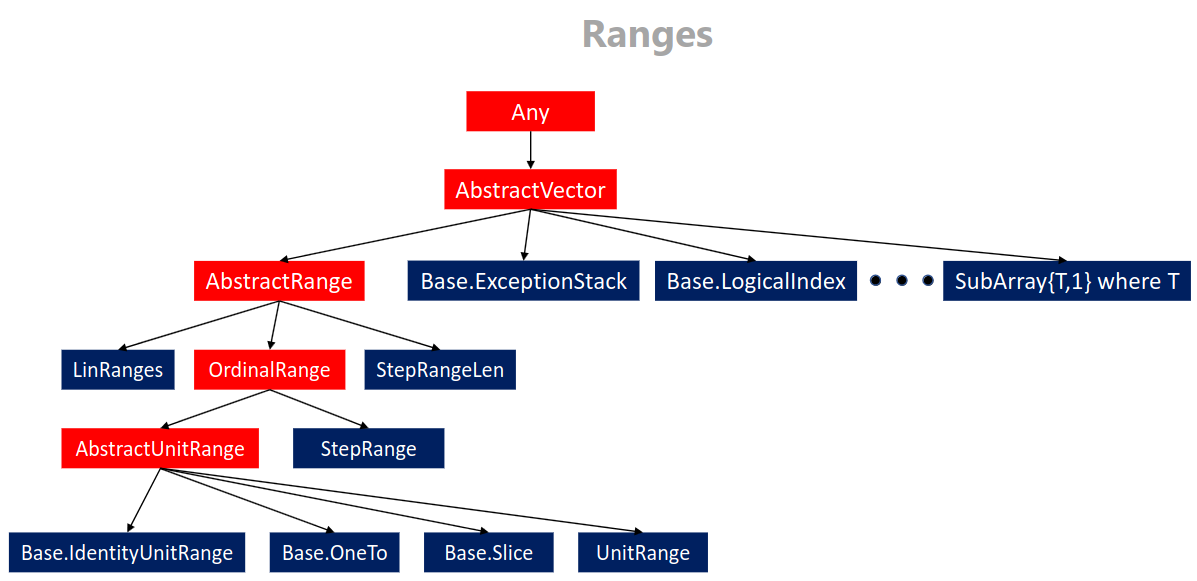 Ranges
Any
AbstractVector
AbstractRange
Base.ExceptionStack
Base.LogicalIndex
SubArray{T,1} where T
LinRanges
OrdinalRange
StepRangeLen
AbstractUnitRange
StepRange
Base.IdentityUnitRange
Base.OneTo
Base.Slice
UnitRange